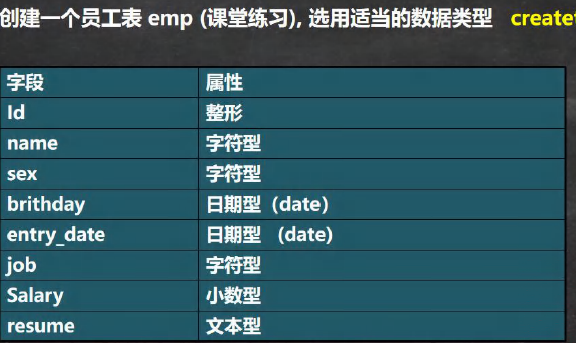 创建一个员工表 emp (课堂练习), 选用适当的数据类型 createt
字段 属性
Id 整形
name 字符型
sex 字符型
brithday 日期型（date）
entry_date 日期型 (date)
job 字符型
Salary 小数型
resume 文本型